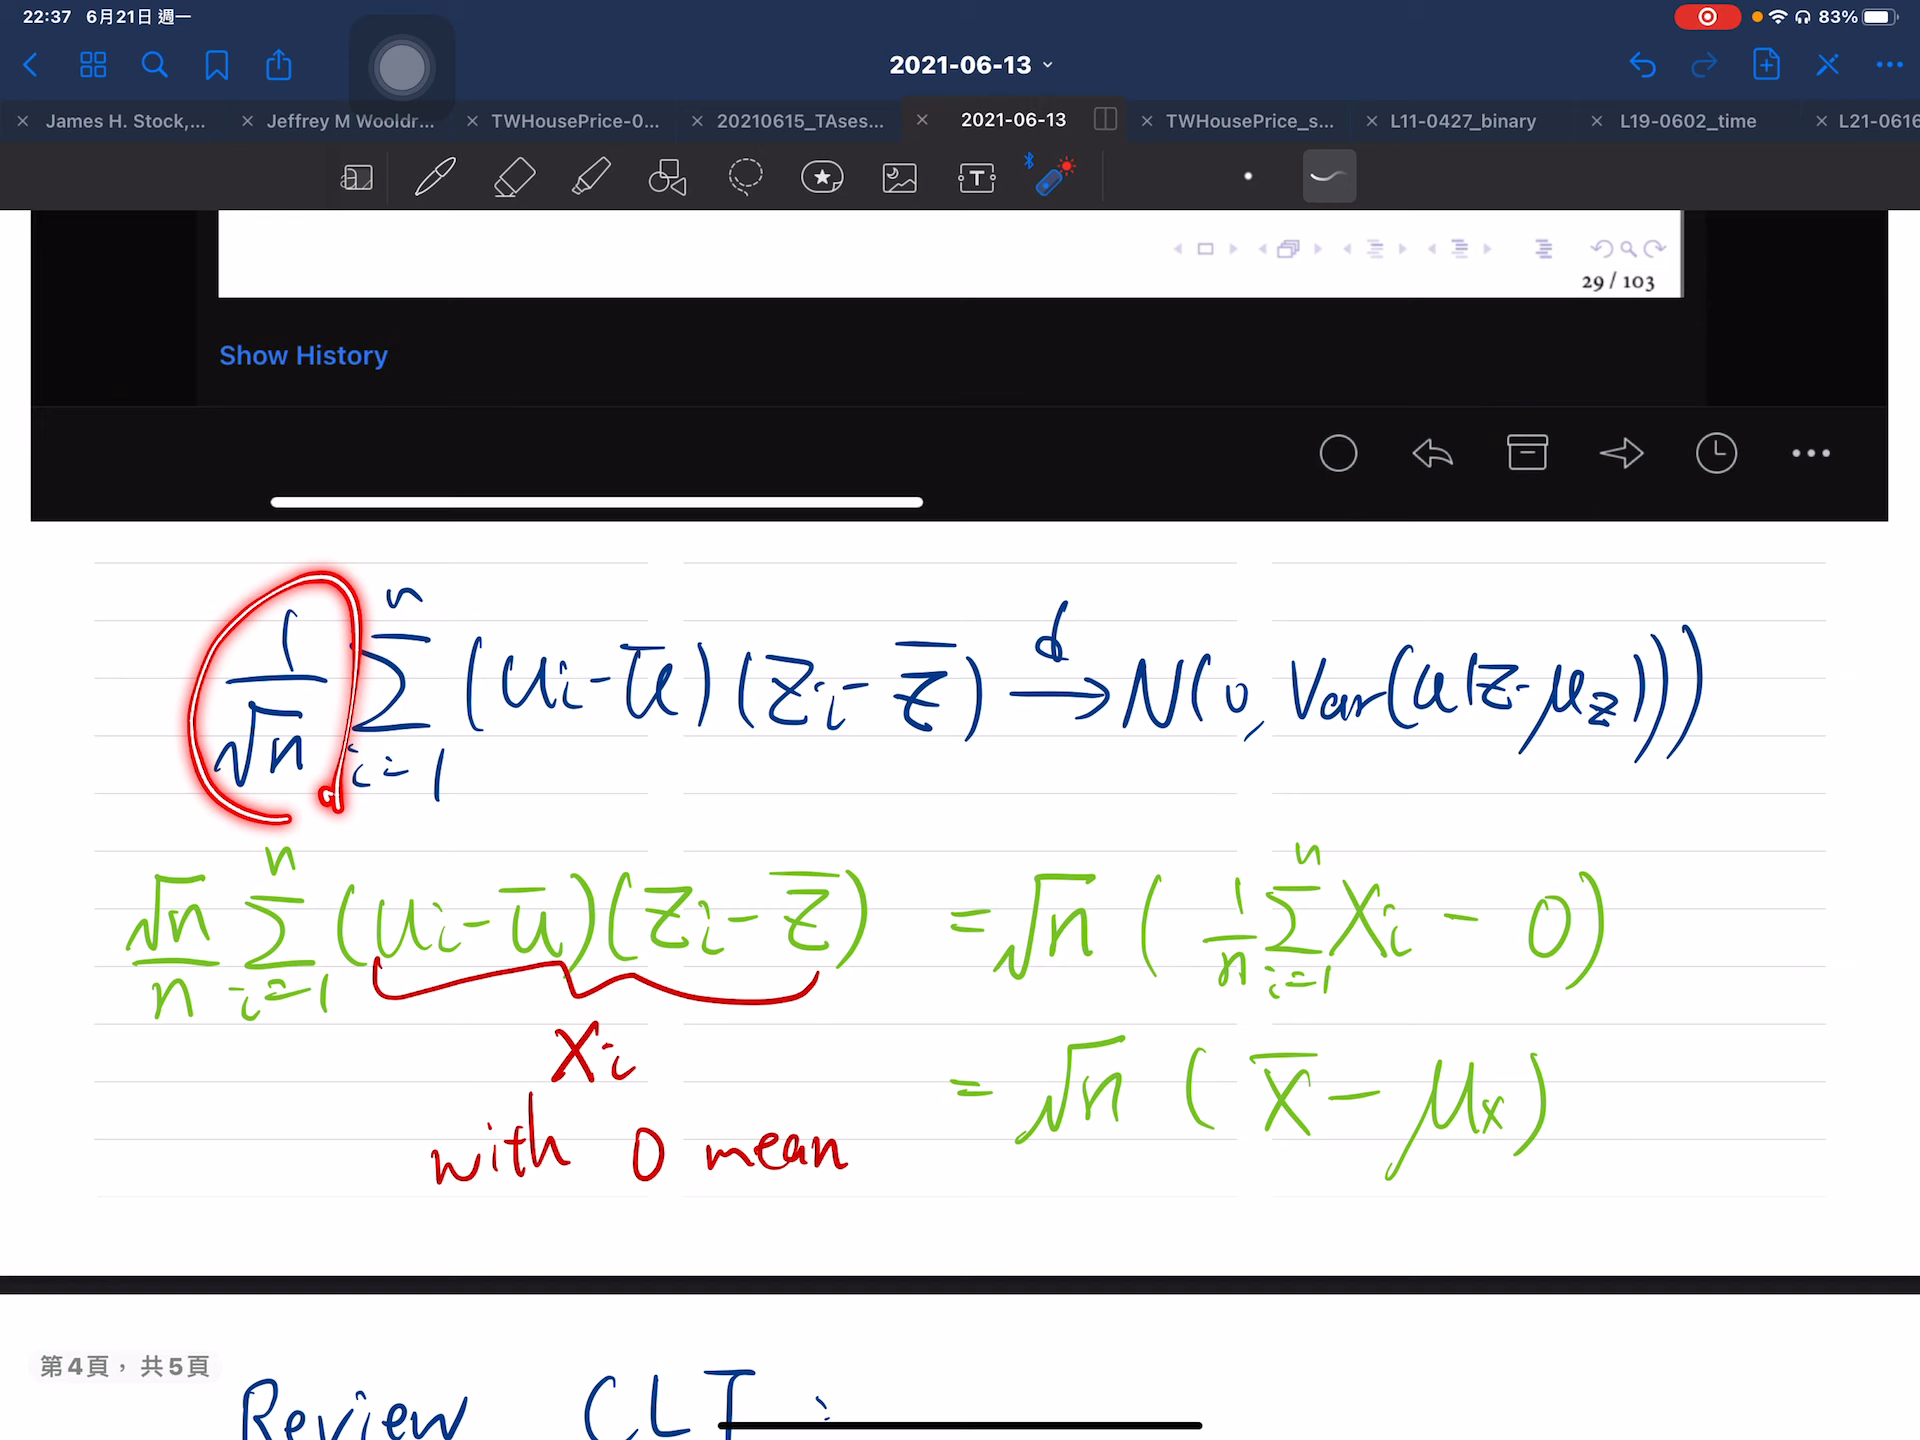 22:37 6月21日 週一 83%
2021-06-13
James H. Stock,... Jeffrey M Wooldr... TWHousePrice-0... 20210615_TAses... 2021-06-13 TWHousePrice_s... L11-0427_binary L19-0602_time L21-0616
29 / 103
Show History
1/√n Σ_{i=1}^{n} (ui - ū)(Zi - Z̄) →d N(0, Var(u(z-μz)))
√n/n Σ_{i=1}^{n} (ui - ū)(Zi - Z̄) = √n ( 1/n Σ_{i=1}^{n} Xi - 0 )
Xi
= √n ( X̄ - μx )
with 0 mean
第4頁，共5頁
Review CLT :